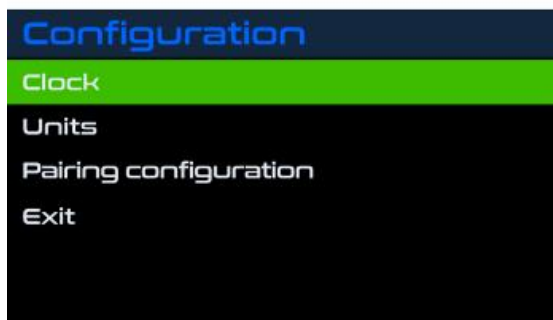 Configuration
Clock
Units
Pairing configuration
Exit